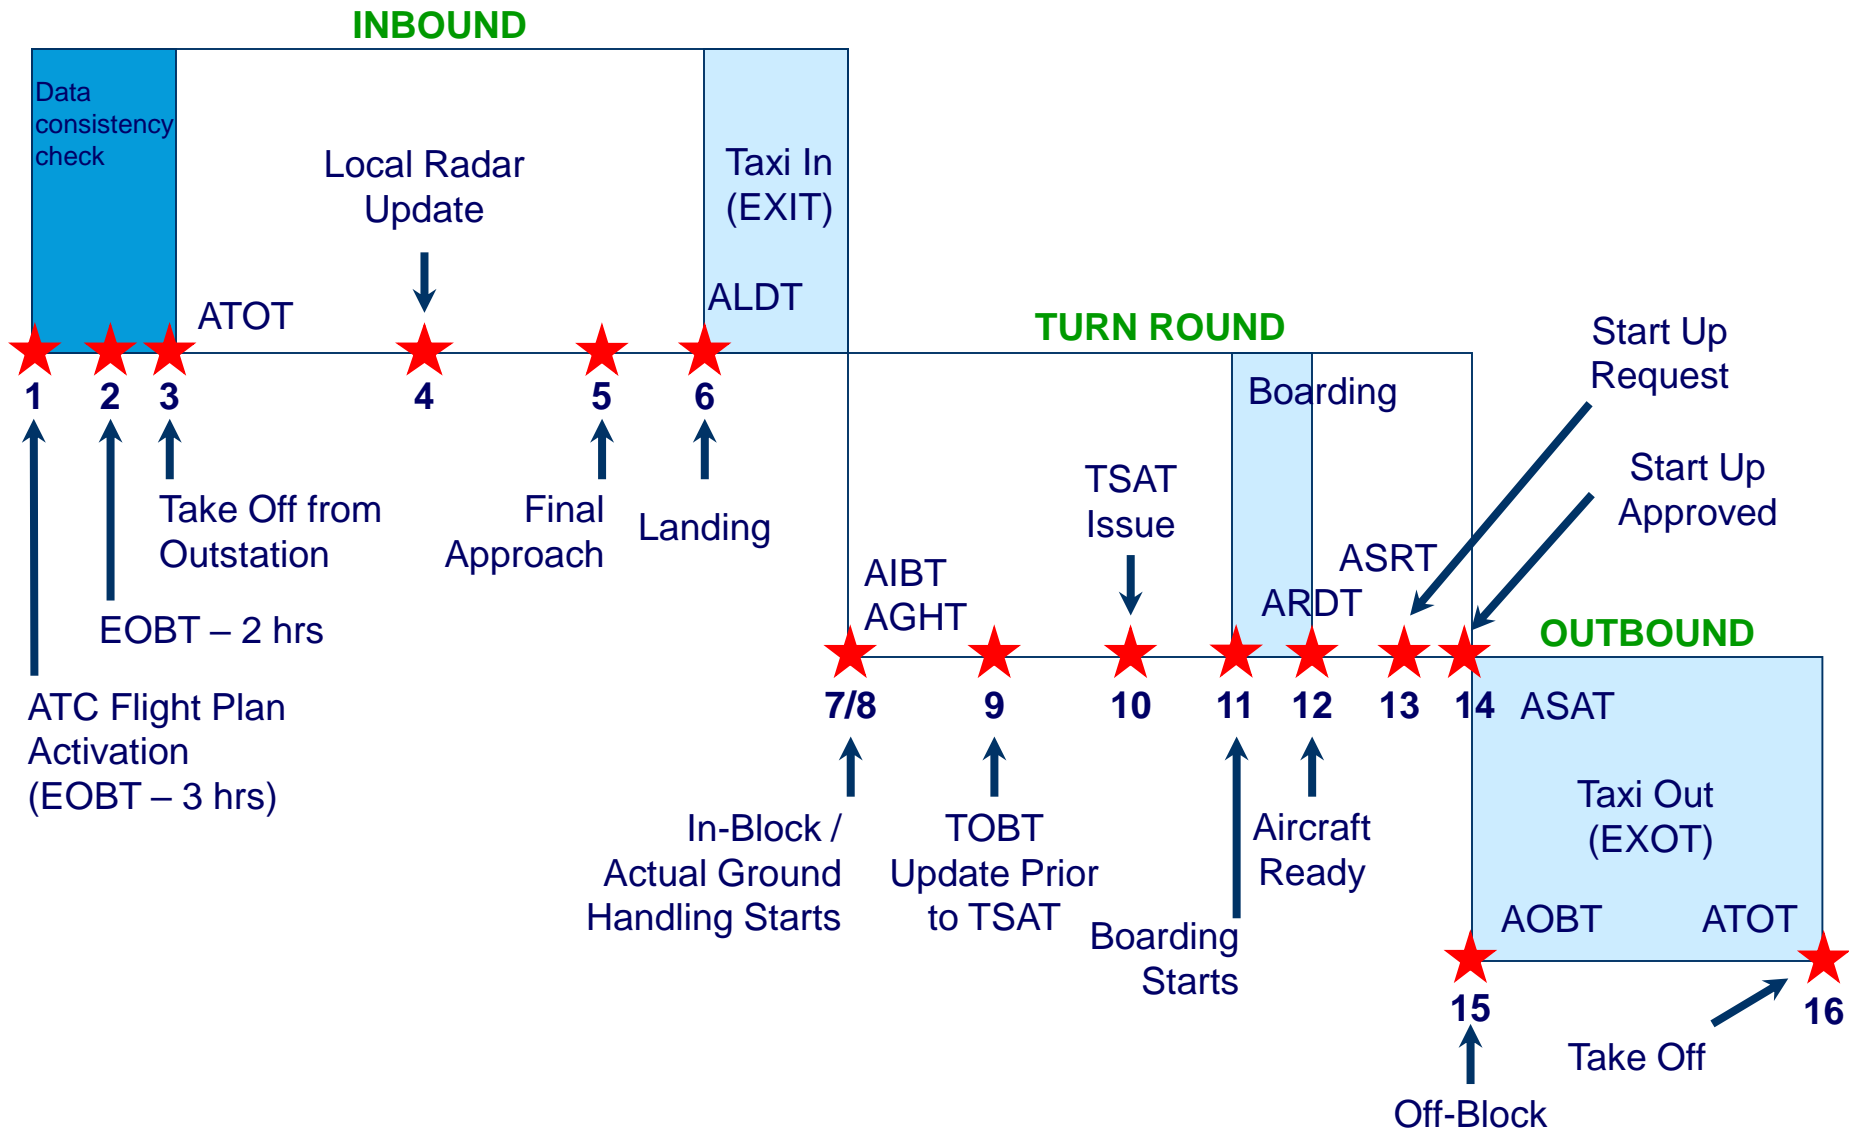 INBOUND
Data
consistency
check
Local Radar
Update
Taxi In
(EXIT)
ATOT
ALDT
1
2
3
4
5
6
Take Off from
Outstation
Final
Approach
Landing
EOBT – 2 hrs
ATC Flight Plan
Activation
(EOBT – 3 hrs)
TURN ROUND
Boarding
Start Up
Request
Start Up
Approved
TSAT
Issue
AIBT
AGHT
ASRT
ARDT
7/8
9
10
11
12
13
14
In-Block /
Actual Ground
Handling Starts
TOBT
Update Prior
to TSAT
Boarding
Starts
Aircraft
Ready
OUTBOUND
ASAT
Taxi Out
(EXOT)
AOBT
ATOT
15
16
Take Off
Off-Block